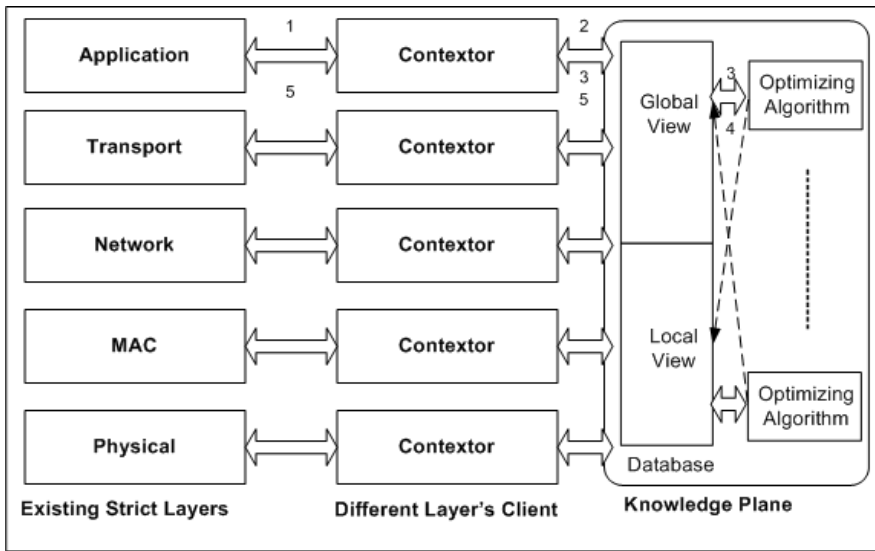 1
2
Application
Contextor
3
5
5
Global
View
3
4
Optimizing
Algorithm
Transport
Contextor
Network
Contextor
MAC
Contextor
Local
View
Optimizing
Algorithm
Physical
Contextor
Database
Existing Strict Layers
Different Layer's Client
Knowledge Plane